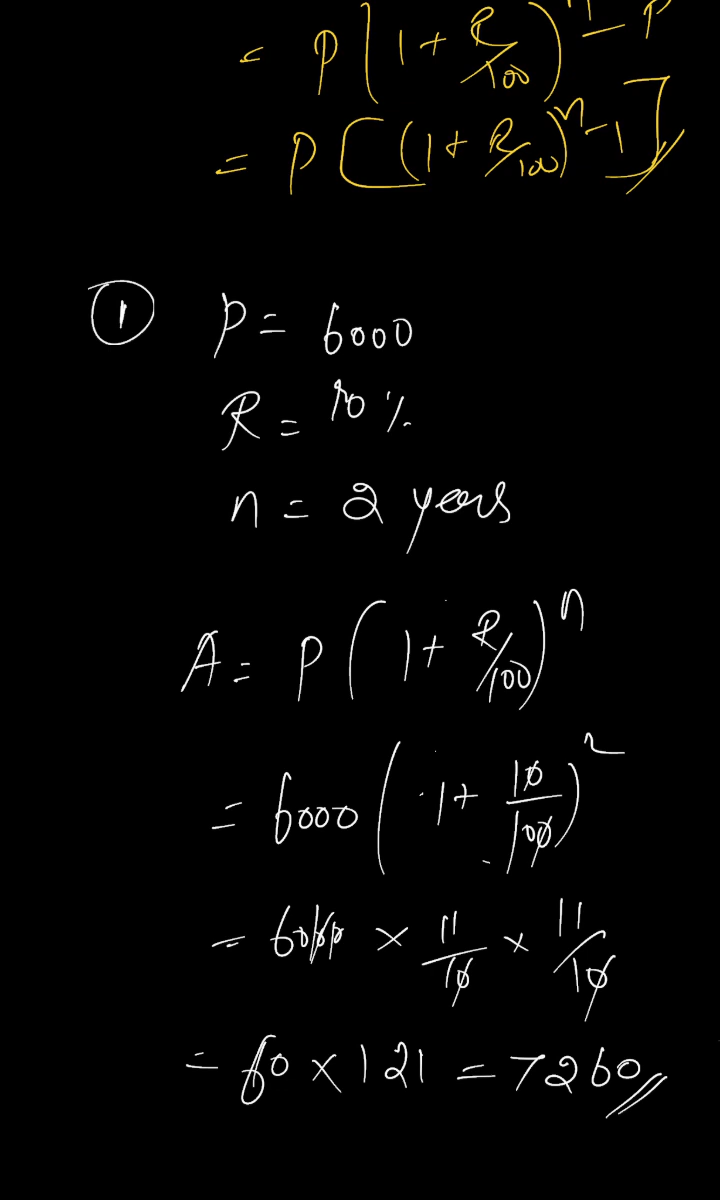 = P(1+R/100)^n - P
= P[(1+R/100)^n-1]
① P= 6000
R= 10%
n= 2 years
A= P(1+R/100)^n
= 6000(1+10/100)^2
= 6000 × 11/10 × 11/10
= 60 × 121 = 7260